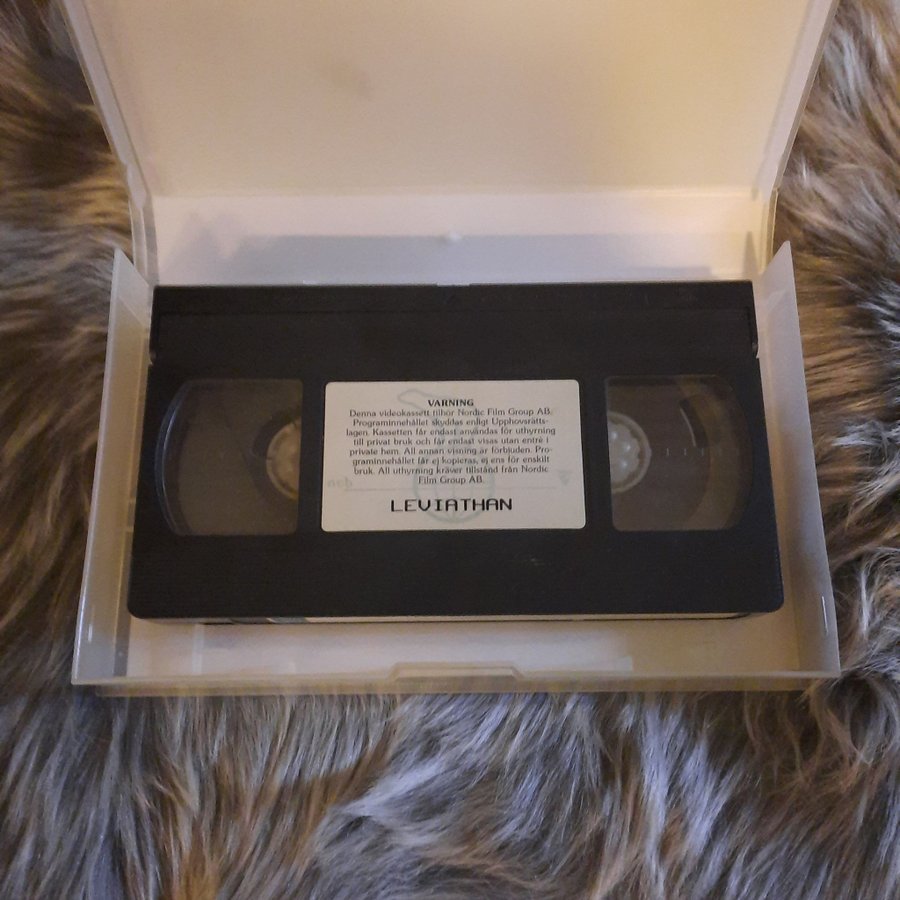 VARNING
Denna videokassett tillhör Nordic Film Group AB.
Programinnehållet skyddas enligt Upphovsrätts-
lagen. Kassetten får endast användas för uthyrning
till privat bruk och får endast visas utan entré i
private hem. All annan visning är förbjuden. Pro-
graminnehållet får ej kopieras, ej ens för enskilt
bruk. All uthyrning kräver tillstånd från Nordic
Film Group AB.
ncb
LEVIATHAN